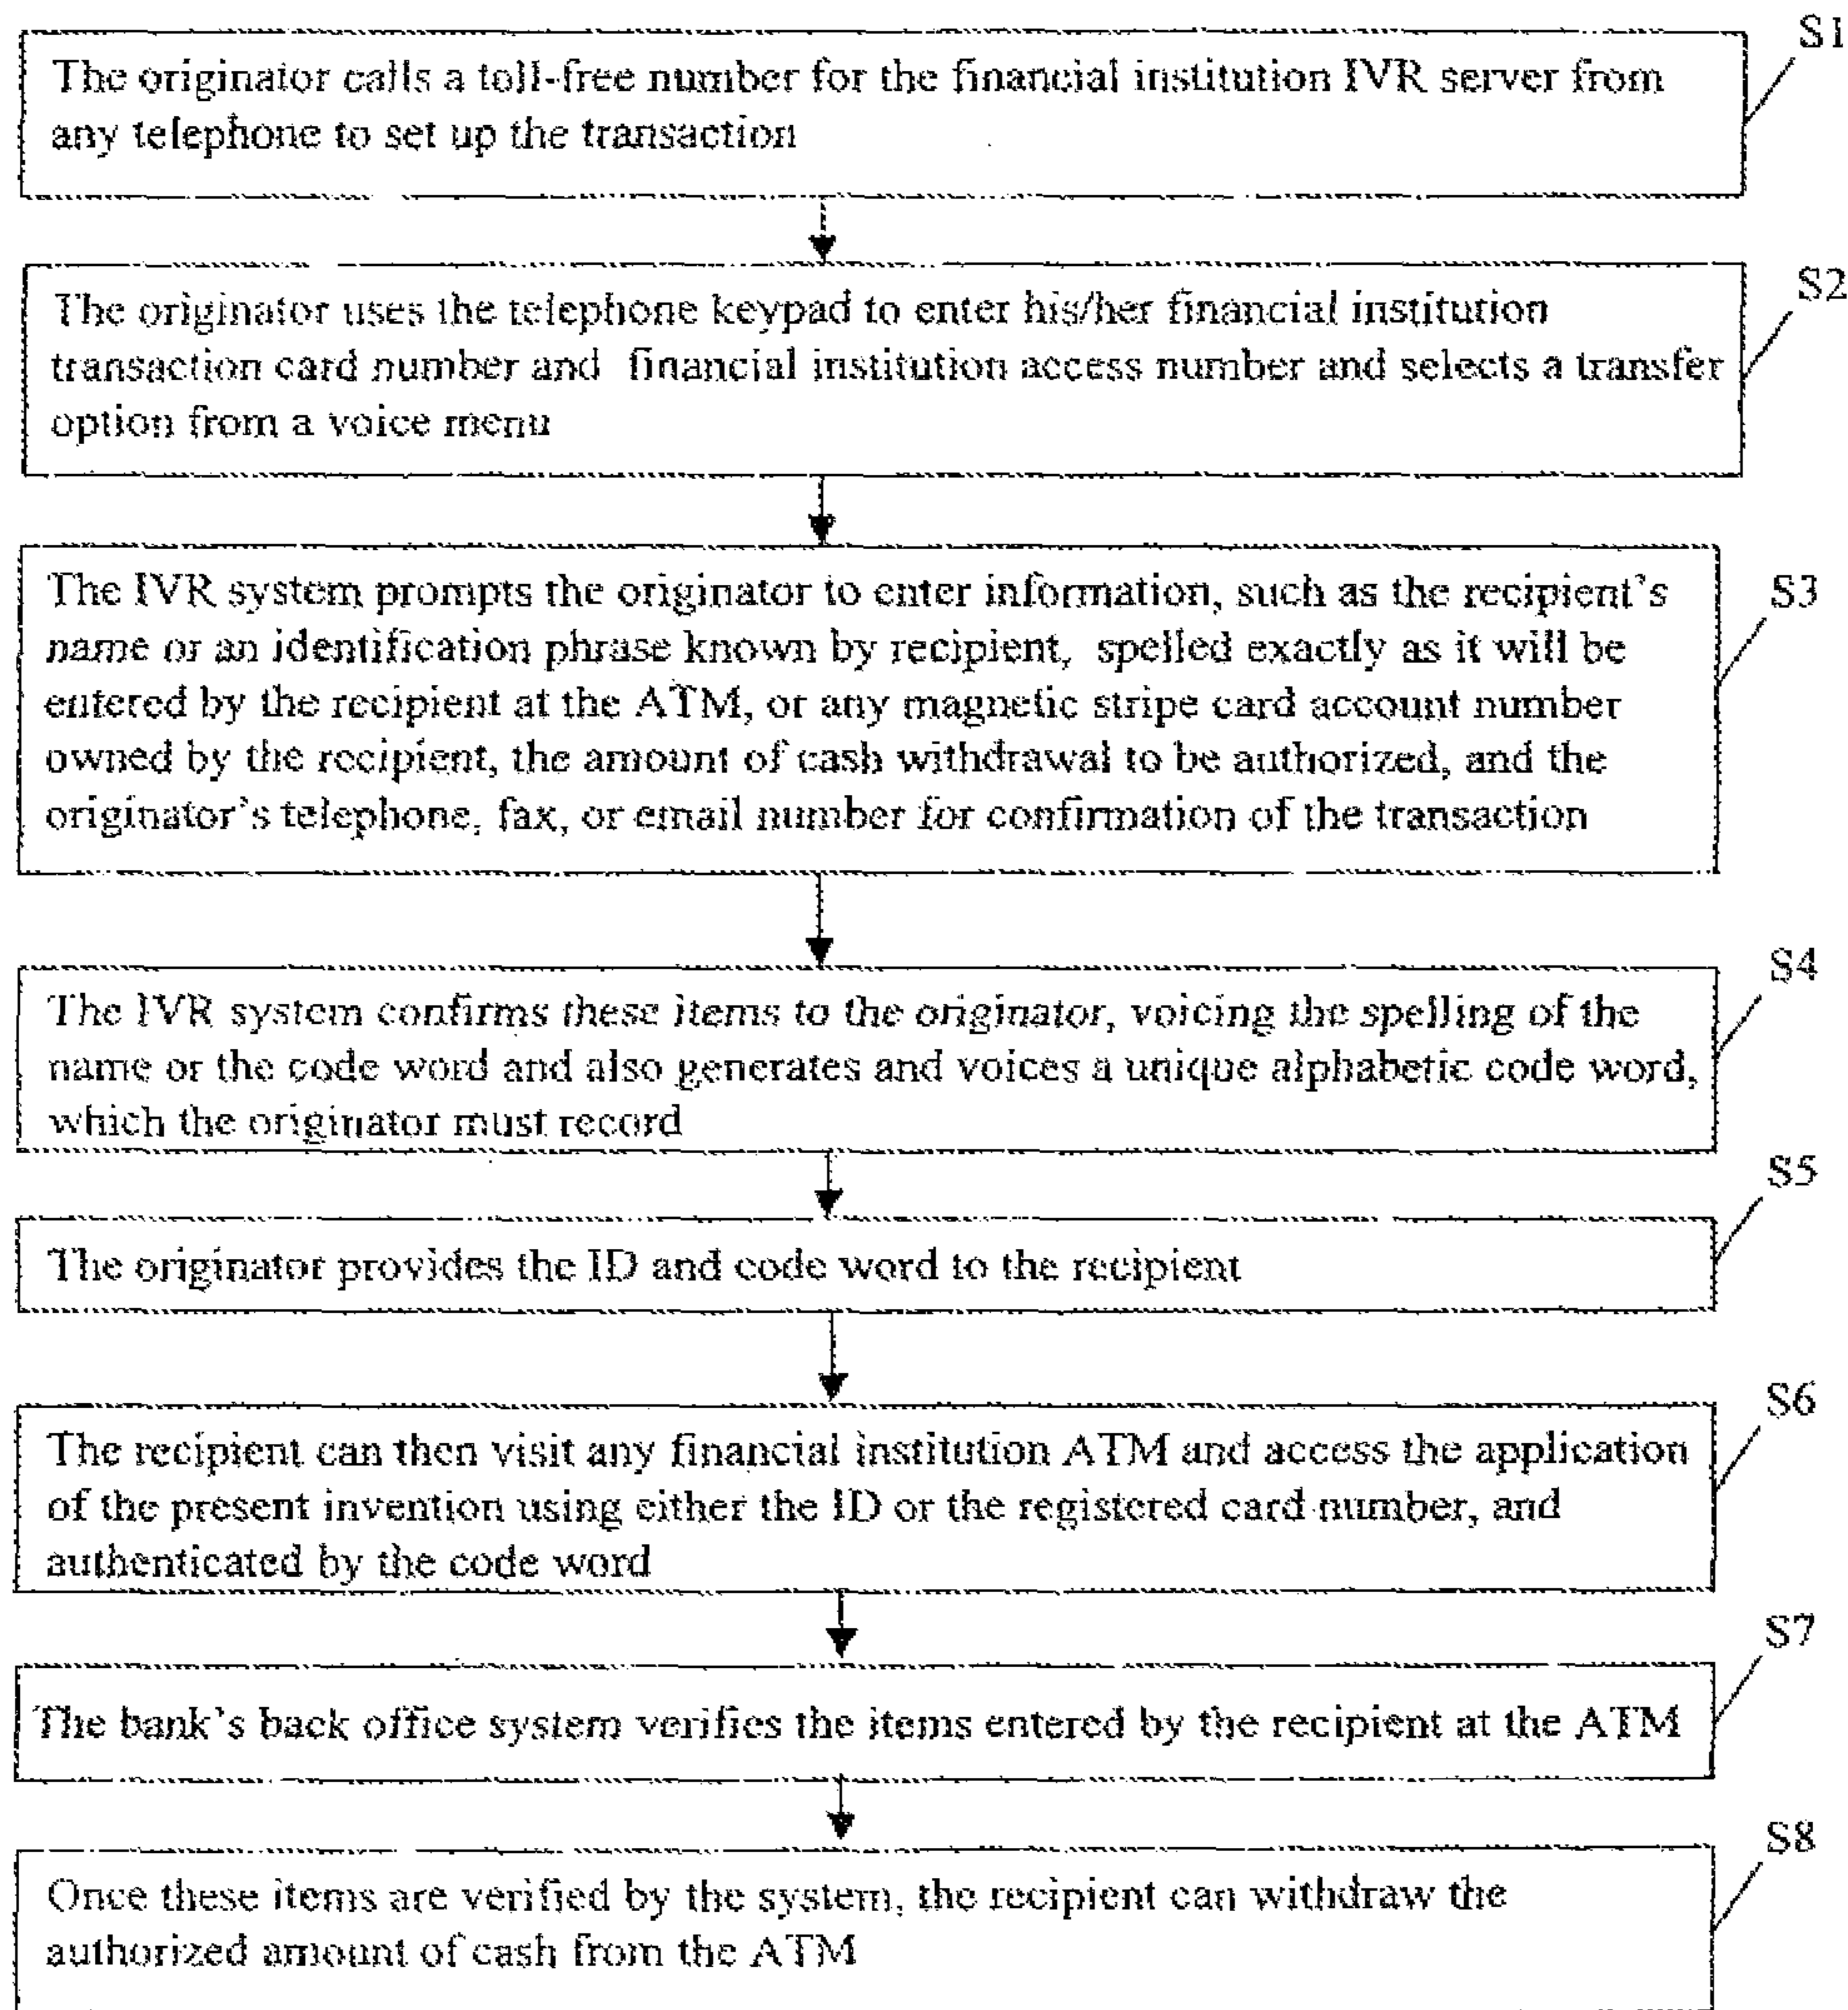 S1
The originator calls a toll-free number for the financial institution IVR server from
any telephone to set up the transaction
S2
The originator uses the telephone keypad to enter his/her financial institution
transaction card number and financial institution access number and selects a transfer
option from a voice menu
S3
The IVR system prompts the originator to enter information, such as the recipient's
name or an identification phrase known by recipient, spelled exactly as it will be
entered by the recipient at the ATM, or any magnetic stripe card account number
owned by the recipient, the amount of cash withdrawal to be authorized, and the
originator's telephone, fax, or email number for confirmation of the transaction
S4
The IVR system confirms these items to the originator, voicing the spelling of the
name or the code word and also generates and voices a unique alphabetic code word,
which the originator must record
S5
The originator provides the ID and code word to the recipient
S6
The recipient can then visit any financial institution ATM and access the application
of the present invention using either the ID or the registered card number, and
authenticated by the code word
S7
The bank's back office system verifies the items entered by the recipient at the ATM
S8
Once these items are verified by the system, the recipient can withdraw the
authorized amount of cash from the ATM